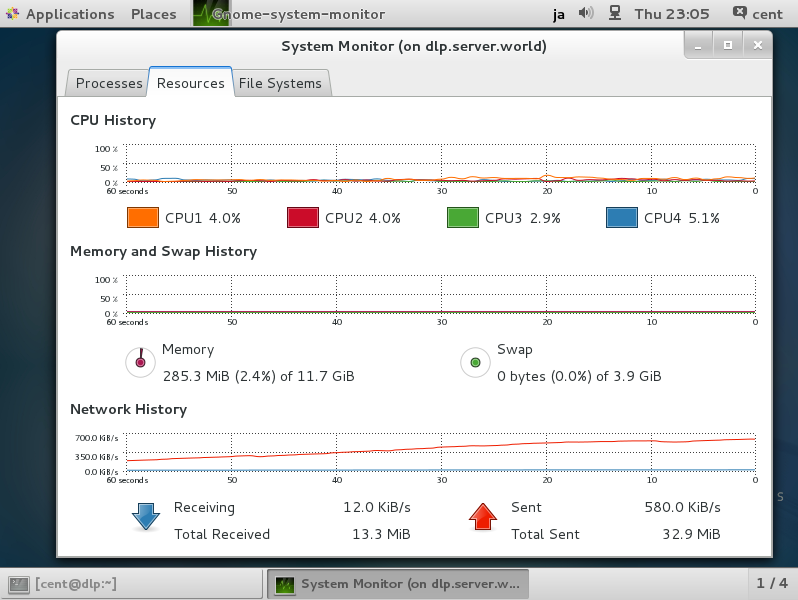 Applications Places gnome-system-monitor ja Thu 23:05 cent
System Monitor (on dlp.server.world)
Processes Resources File Systems
CPU History
100 %
50 %
0 %
60 seconds 50 40 30 20 10 0
CPU1 4.0% CPU2 4.0% CPU3 2.9% CPU4 5.1%
Memory and Swap History
100 %
50 %
0 %
60 seconds 50 40 30 20 10 0
Memory Swap
285.3 MiB (2.4%) of 11.7 GiB 0 bytes (0.0%) of 3.9 GiB
Network History
700.0 KiB/s
350.0 KiB/s
0.0 KiB/s
60 seconds 50 40 30 20 10 0
Receiving 12.0 KiB/s Sent 580.0 KiB/s
Total Received 13.3 MiB Total Sent 32.9 MiB
S
[cent@dlp:~] System Monitor (on dlp.server.w... 1 / 4